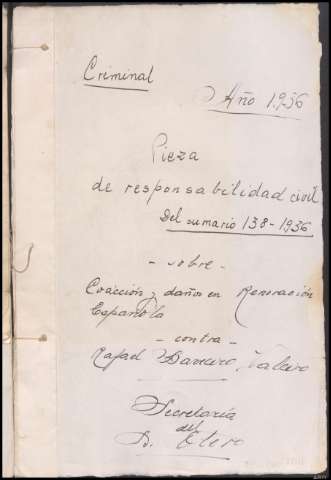 Criminal
Año 1936
Pieza
de responsabilidad civil
Del sumario 138-1936
- sobre -
Coacción y daños en Renovación
Española
- contra -
Rafael Barreiro
Secretaría
del
D.